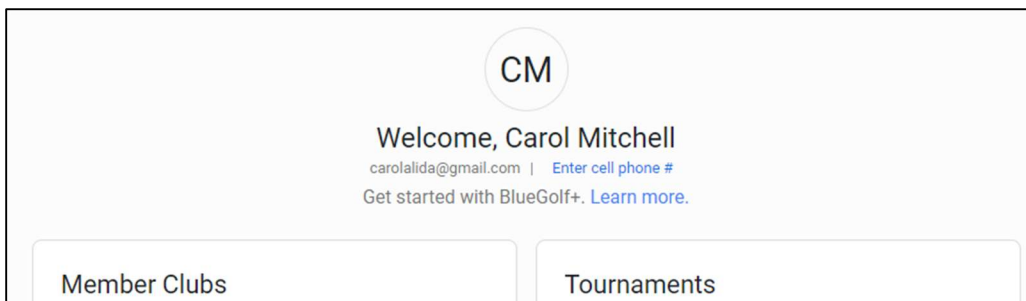 CM
Welcome, Carol Mitchell
carolalida@gmail.com | Enter cell phone #
Get started with BlueGolf+. Learn more.
Member Clubs
Tournaments